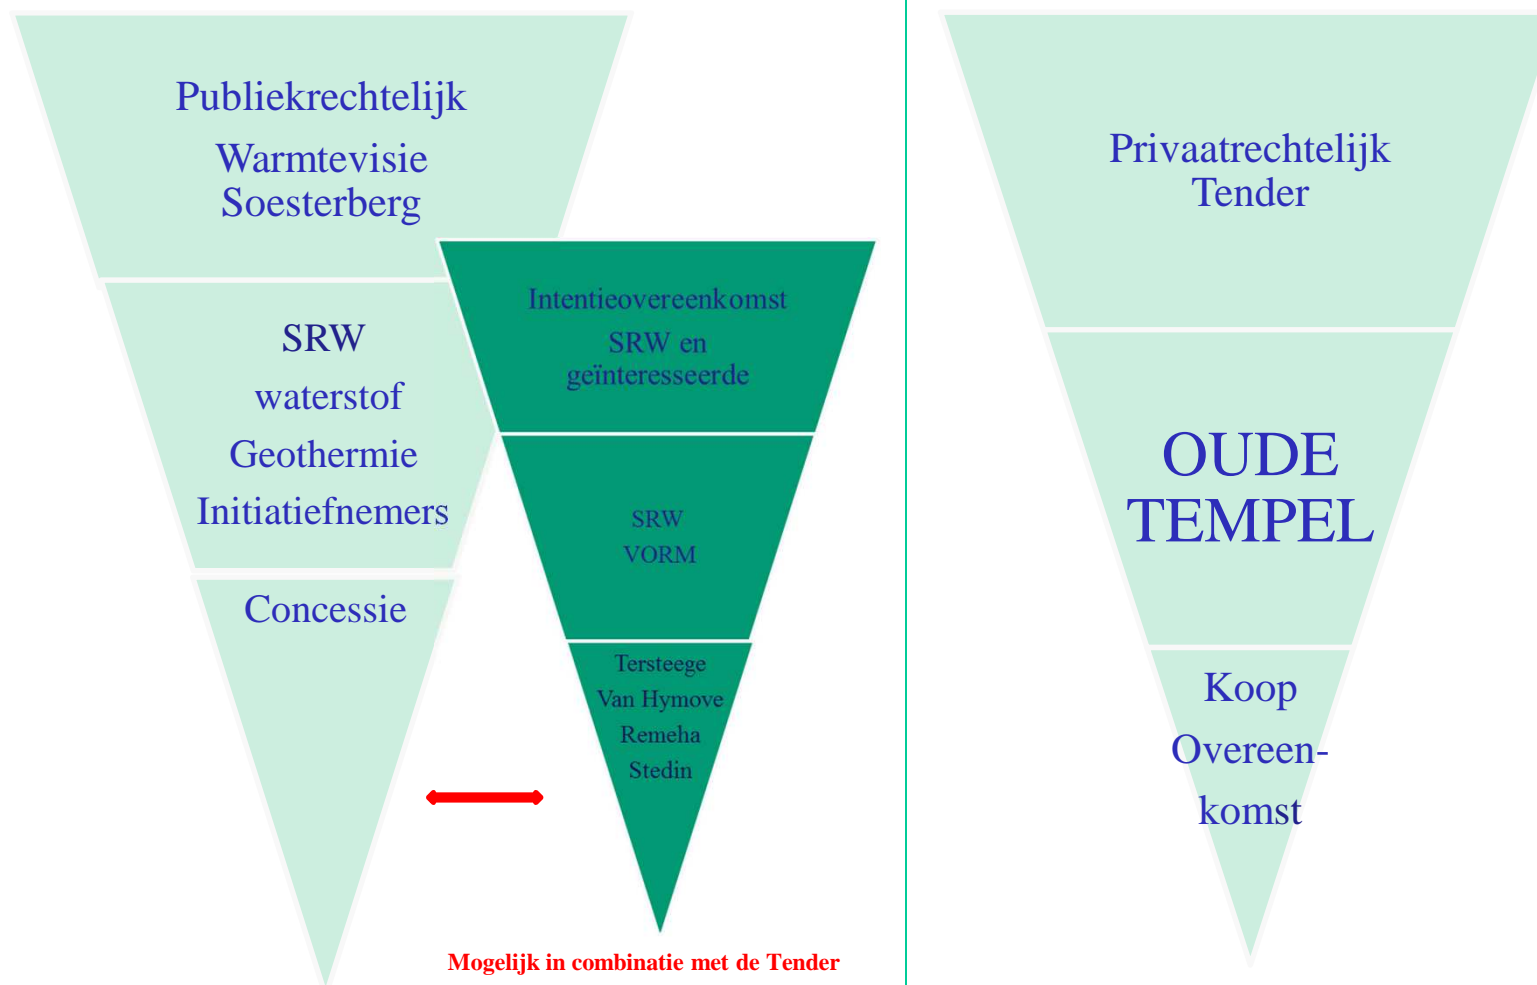 Publiekrechtelijk
Warmtevisie
Soesterberg
SRW
waterstof
Geothermie
Initiatiefnemers
Concessie
Intentieovereenkomst
SRW en
geïnteresseerde
SRW
VORM
Tersteege
Van Hymove
Remeha
Stedin
Mogelijk in combinatie met de Tender
Privaatrechtelijk
Tender
OUDE
TEMPEL
Koop
Overeen-
komst